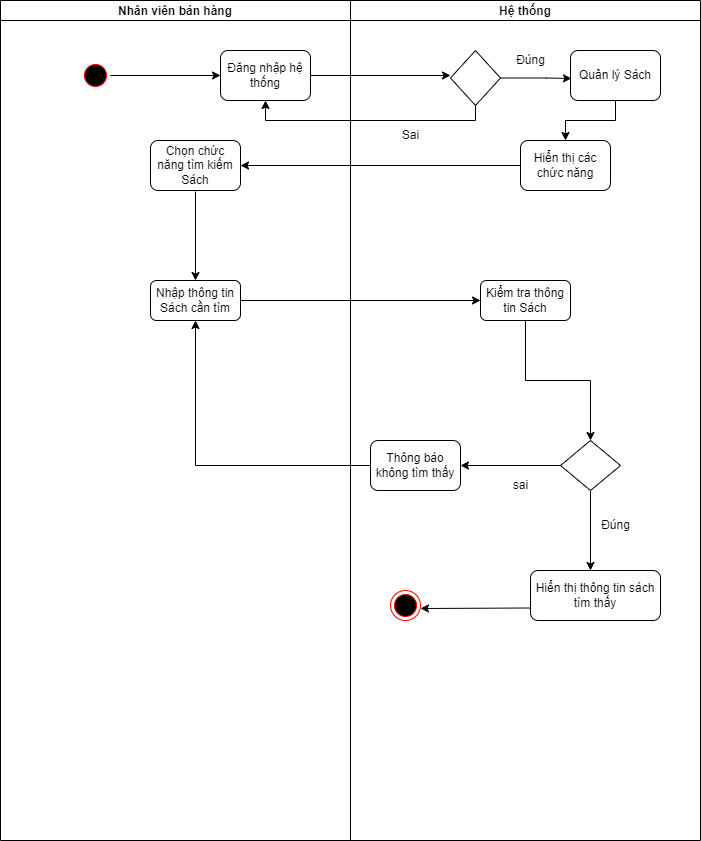 Nhân viên bán hàng
Hệ thống
Đăng nhập hệ
thống
Đúng
Quản lý Sách
Sai
Chọn chức
năng tìm kiếm
Sách
Hiển thị các
chức năng
Nhập thông tin
Sách cần tìm
Kiểm tra thông
tin Sách
Thông báo
không tìm thấy
sai
Đúng
Hiển thị thông tin sách
tìm thấy